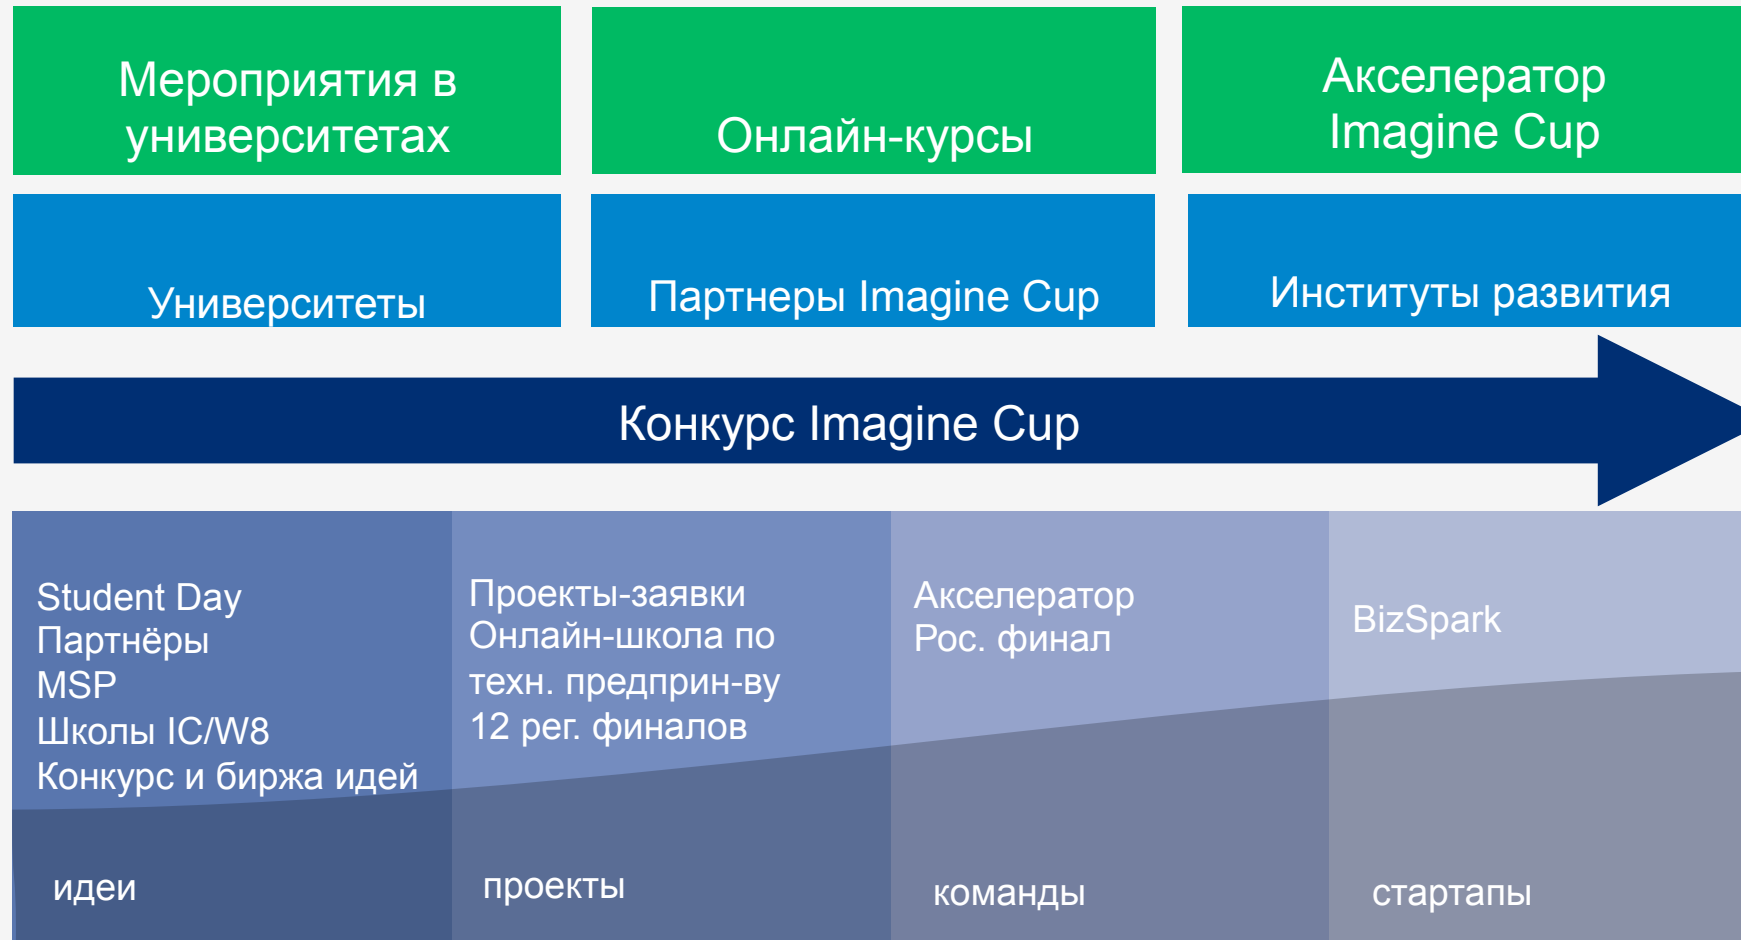 Мероприятия в
университетах
Онлайн-курсы
Акселератор
Imagine Cup
Университеты
Партнеры Imagine Cup
Институты развития
Конкурс Imagine Cup
Student Day
Партнёры
MSP
Школы IC/W8
Конкурс и биржа идей
идеи
Проекты-заявки
Онлайн-школа по
техн. предприн-ву
12 рег. финалов
проекты
Акселератор
Рос. финал
команды
BizSpark
стартапы